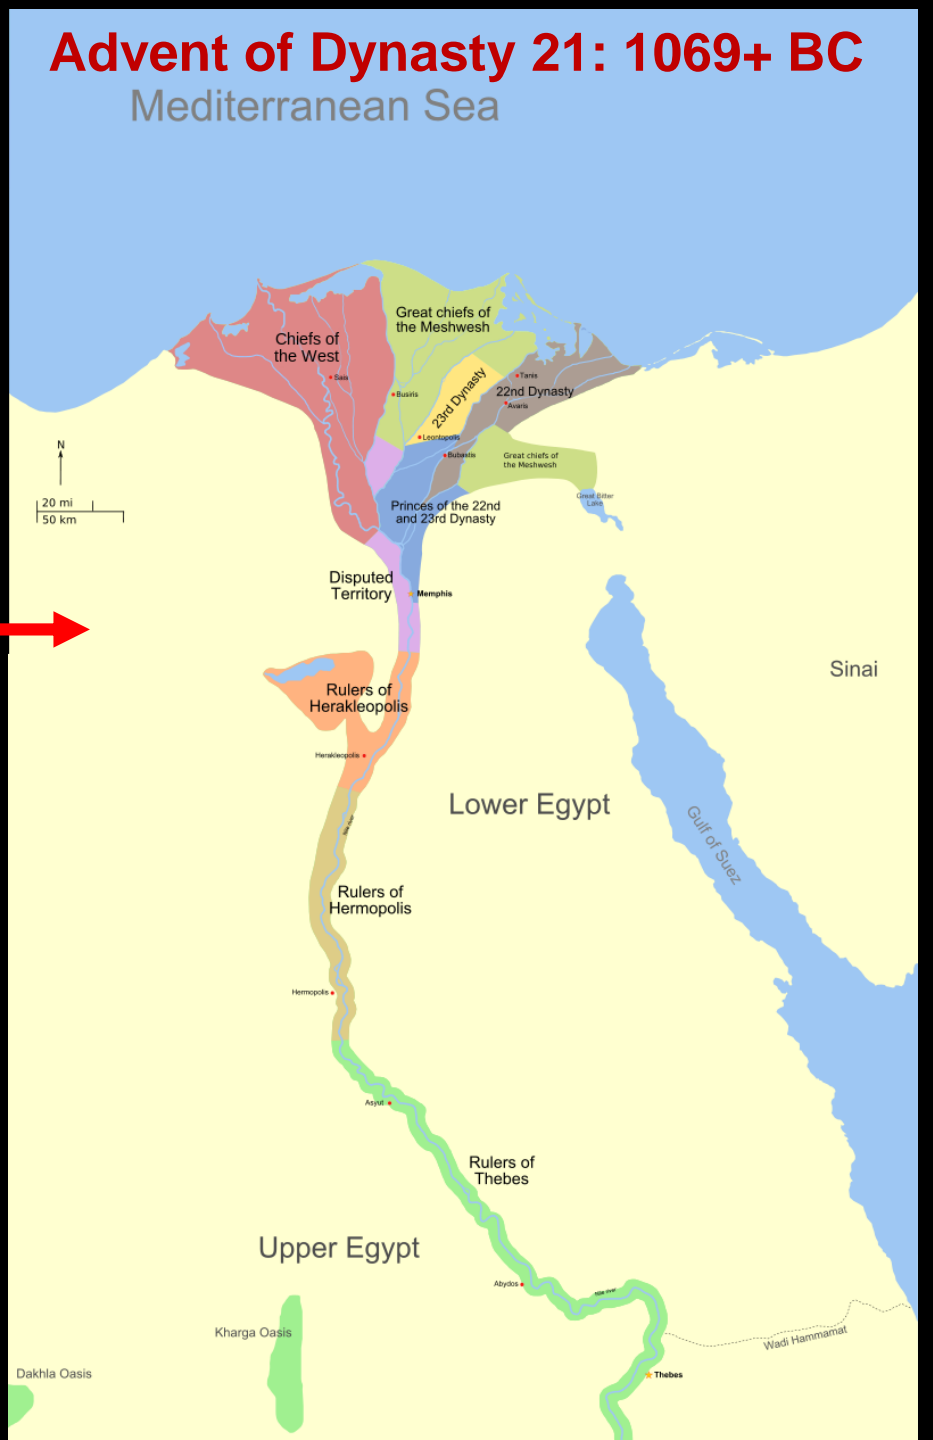 Advent of Dynasty 21: 1069+ BC
Mediterranean Sea
Great chiefs of
the Meshwesh
Chiefs of
the West
Sais
Busiris
23rd Dynasty
Tanis
22nd Dynasty
Avaris
Leontopolis
Bubastis
Great chiefs of
the Meshwesh
N
20 mi
50 km
Great Bitter
Lake
Princes of the 22nd
and 23rd Dynasty
Disputed
Territory
Memphis
Sinai
Rulers of
Herakleopolis
Herakleopolis
Lower Egypt
Gulf of Suez
Nile river
Rulers of
Hermopolis
Hermopolis
Asyut
Rulers of
Thebes
Upper Egypt
Abydos
Nile river
Kharga Oasis
Wadi Hammamat
Dakhla Oasis
Thebes